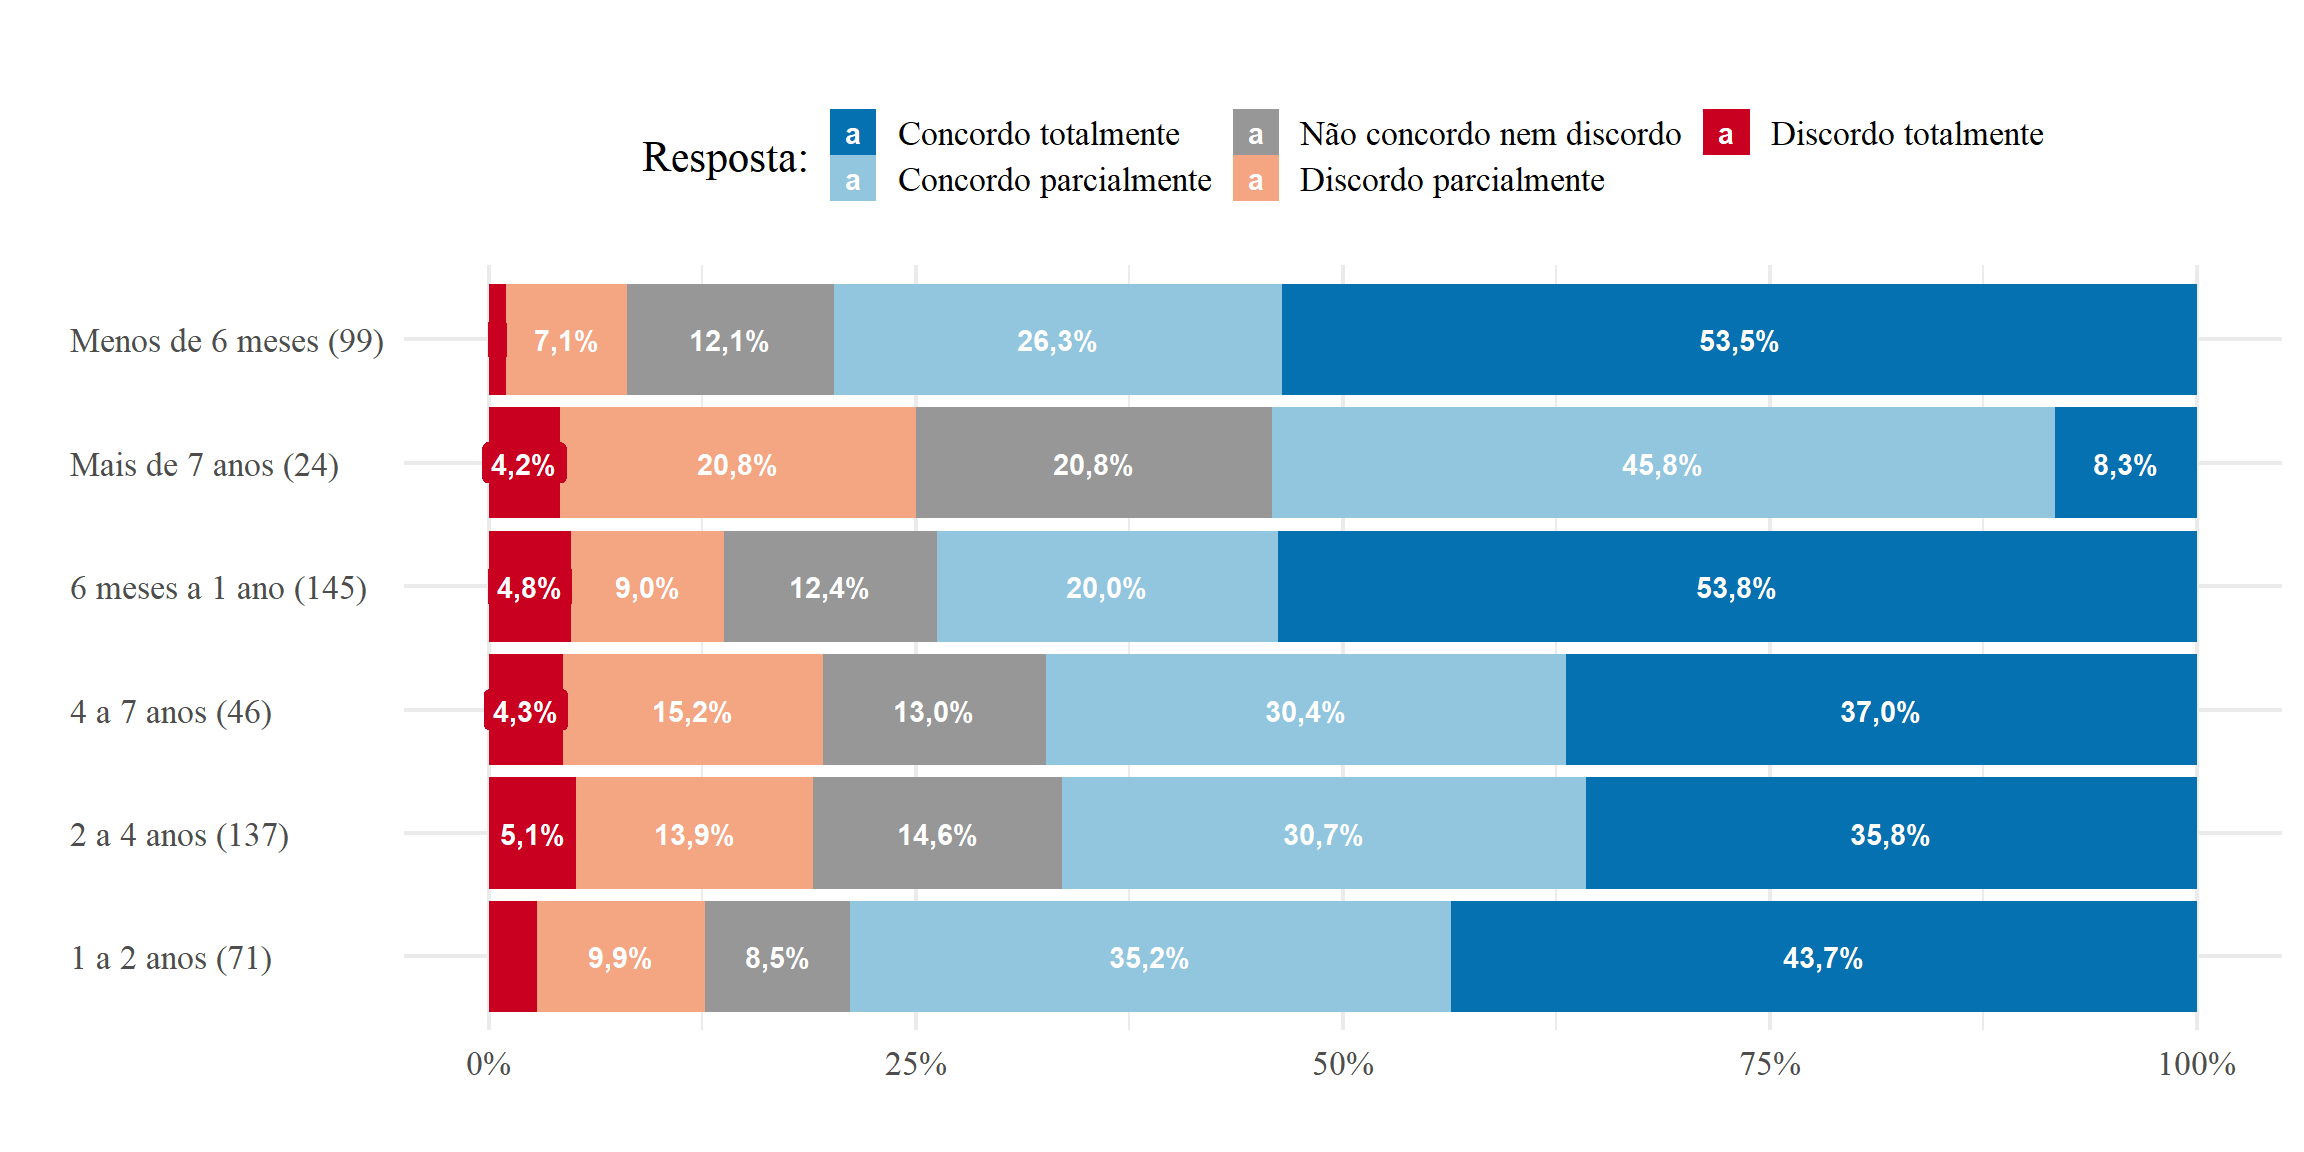 Resposta:
a Concordo totalmente
a Concordo parcialmente
a Não concordo nem discordo
a Discordo parcialmente
a Discordo totalmente
Menos de 6 meses (99) 7,1% 12,1% 26,3% 53,5%
Mais de 7 anos (24) 4,2% 20,8% 20,8% 45,8% 8,3%
6 meses a 1 ano (145) 4,8% 9,0% 12,4% 20,0% 53,8%
4 a 7 anos (46) 4,3% 15,2% 13,0% 30,4% 37,0%
2 a 4 anos (137) 5,1% 13,9% 14,6% 30,7% 35,8%
1 a 2 anos (71) 9,9% 8,5% 35,2% 43,7%
0% 25% 50% 75% 100%